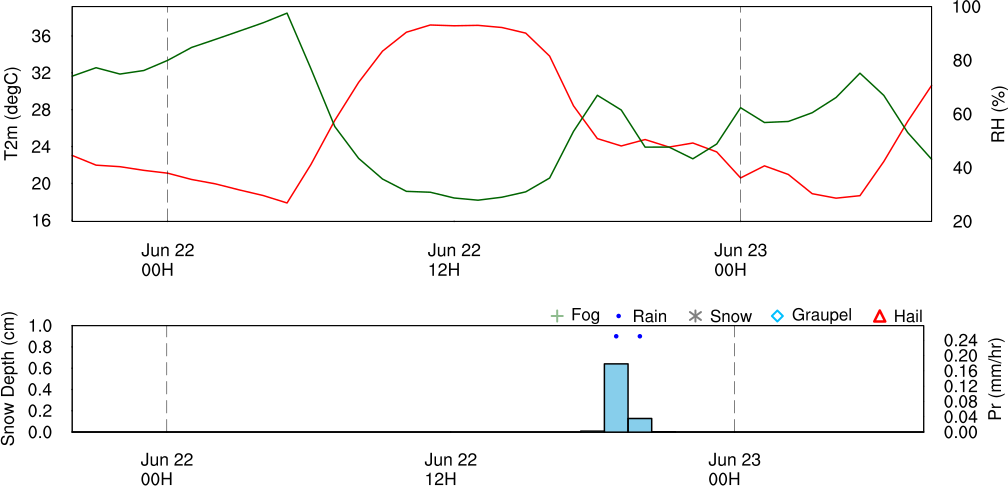 T2m (degC)
36
32
28
24
20
16
100
80
60
40
20
RH (%)
Jun 22
00H
Jun 22
12H
Jun 23
00H
Fog
Rain
Snow
Graupel
Hail
Snow Depth (cm)
1.0
0.8
0.6
0.4
0.2
0.0
0.24
0.20
0.16
0.12
0.08
0.04
0.00
Pr (mm/hr)
Jun 22
00H
Jun 22
12H
Jun 23
00H